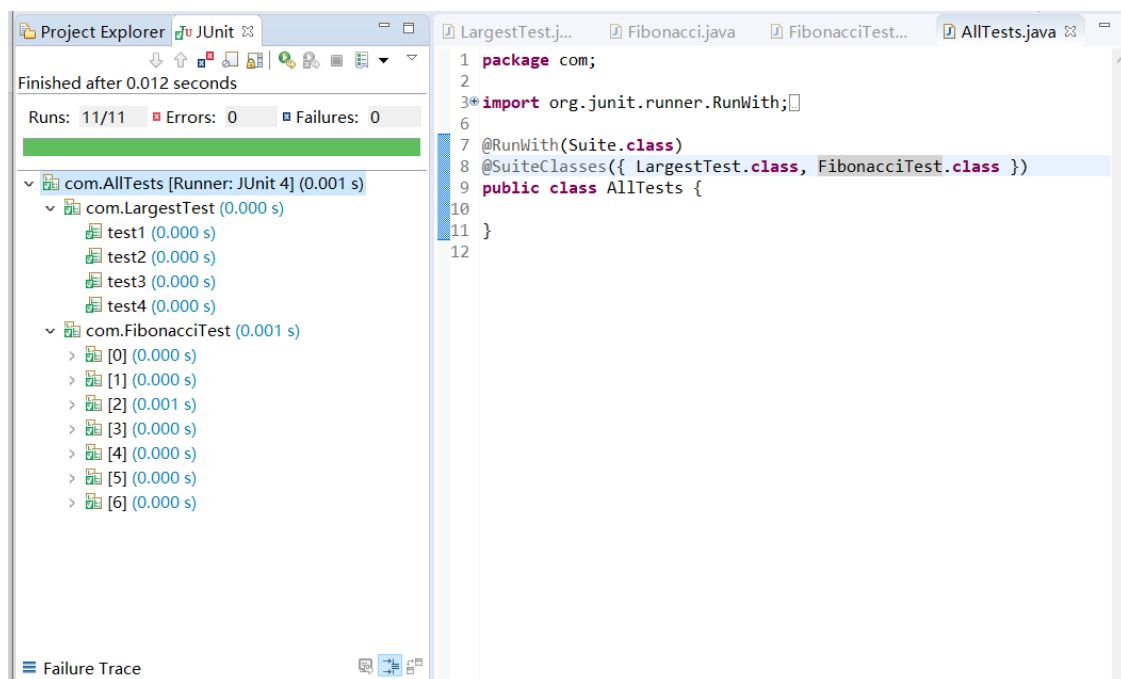 Project Explorer JUnit
Finished after 0.012 seconds
Runs: 11/11 Errors: 0 Failures: 0
com.AllTests [Runner: JUnit 4] (0.001 s)
com.LargestTest (0.000 s)
test1 (0.000 s)
test2 (0.000 s)
test3 (0.000 s)
test4 (0.000 s)
com.FibonacciTest (0.001 s)
[0] (0.000 s)
[1] (0.000 s)
[2] (0.001 s)
[3] (0.000 s)
[4] (0.000 s)
[5] (0.000 s)
[6] (0.000 s)
Failure Trace
LargestTest.j... Fibonacci.java FibonacciTest... AllTests.java
1 package com;
2
3 import org.junit.runner.RunWith;
6
7 @RunWith(Suite.class)
8 @SuiteClasses({ LargestTest.class, FibonacciTest.class })
9 public class AllTests {
10
11 }
12